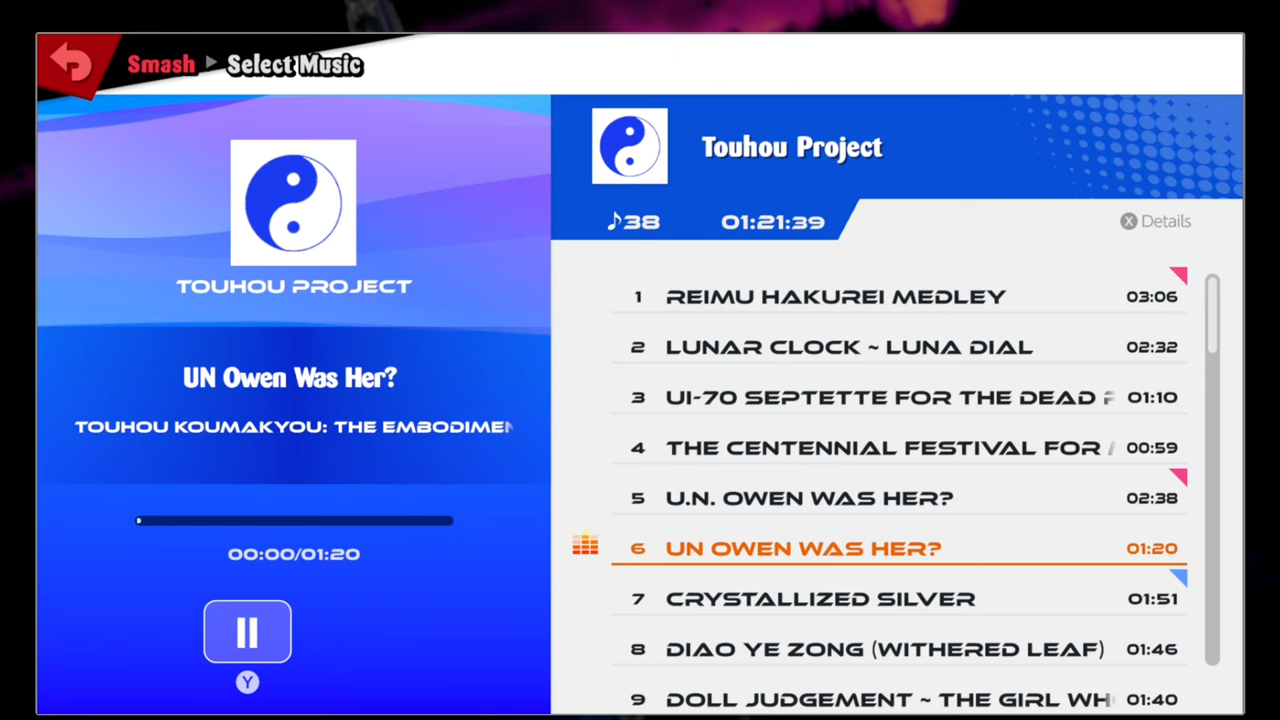 Smash ▶ Select Music
TOUHOU PROJECT
UN Owen Was Her?
TOUHOU KOUMAKYOU: THE EMBODIMEN
00:00/01:20
Y
Touhou Project
♪38 01:21:39
X Details
1 REIMU HAKUREI MEDLEY 03:06
2 LUNAR CLOCK ~ LUNA DIAL 02:32
3 UI-70 SEPTETTE FOR THE DEAD P 01:10
4 THE CENTENNIAL FESTIVAL FOR 00:59
5 U.N. OWEN WAS HER? 02:38
6 UN OWEN WAS HER? 01:20
7 CRYSTALLIZED SILVER 01:51
8 DIAO YE ZONG (WITHERED LEAF) 01:46
9 DOLL JUDGEMENT ~ THE GIRL WH 01:40